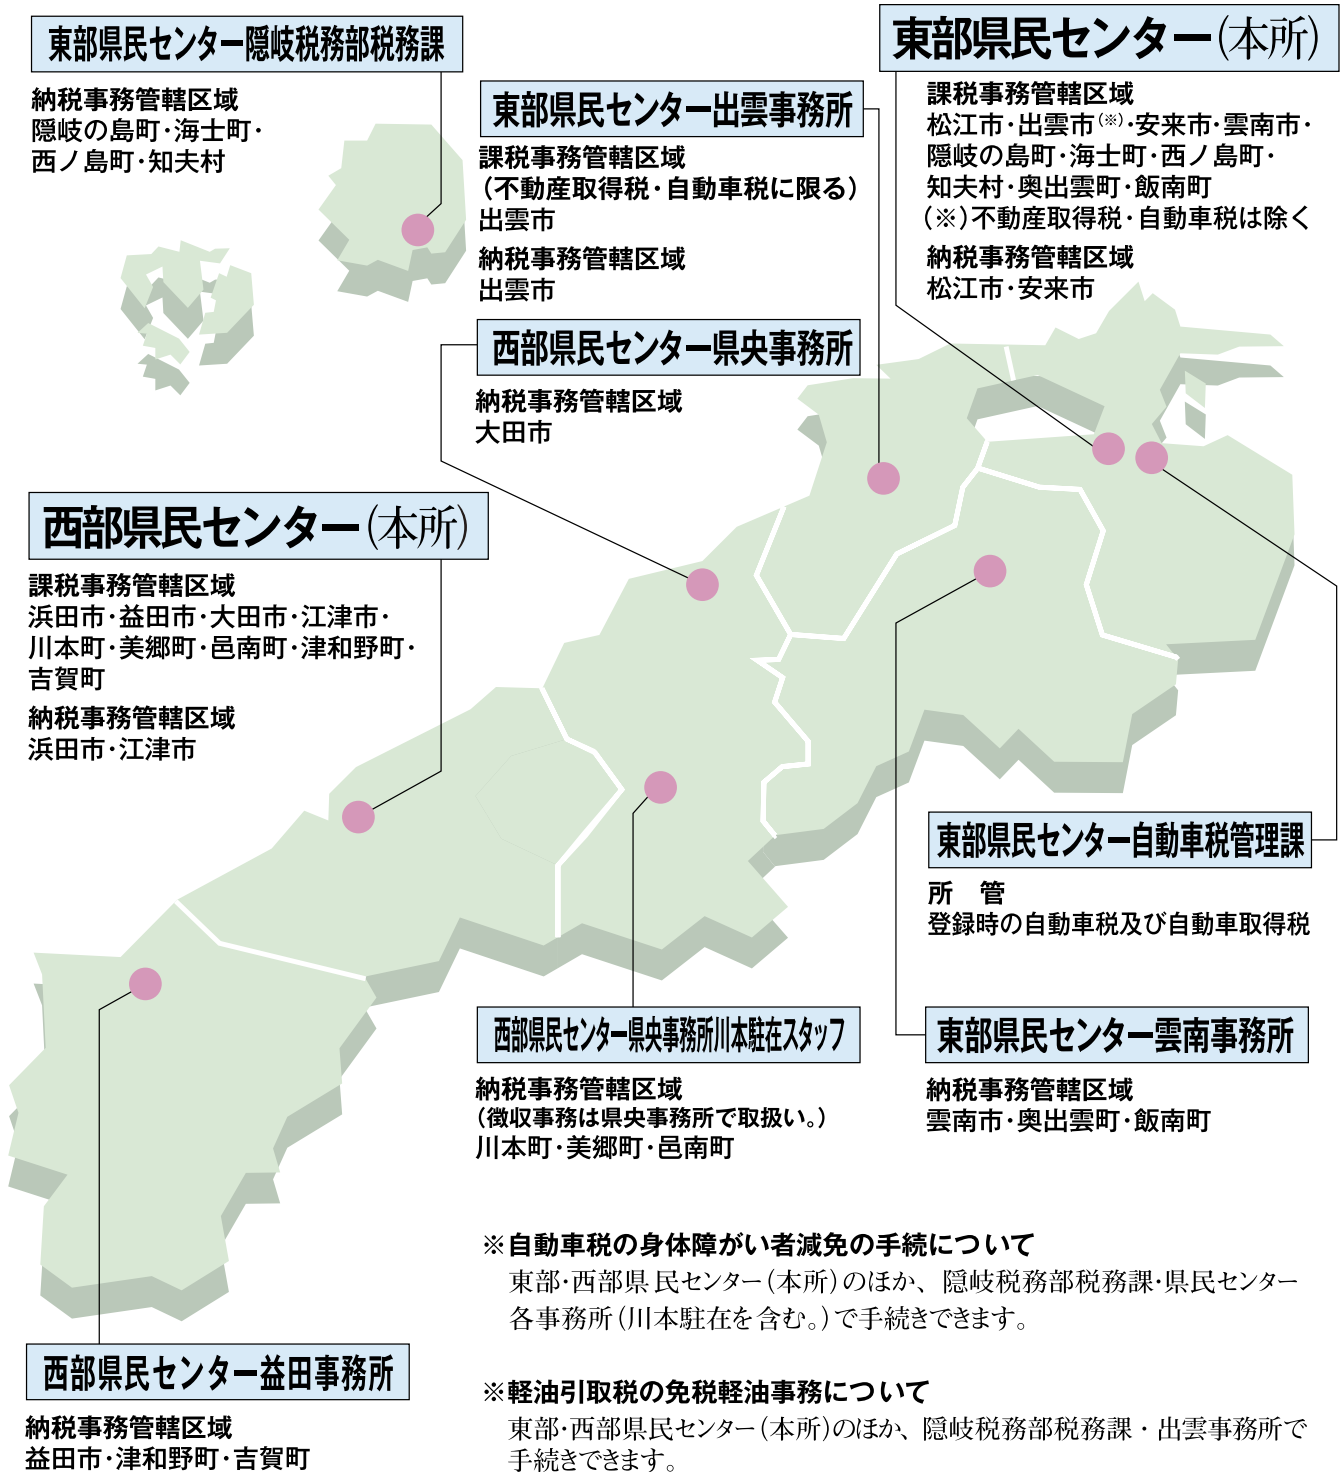 東部県民センター隠岐税務部税務課
納税事務管轄区域
隠岐の島町･海士町･
西ノ島町･知夫村
東部県民センター出雲事務所
課税事務管轄区域
（不動産取得税･自動車税に限る）
出雲市
納税事務管轄区域
出雲市
東部県民センター（本所）
課税事務管轄区域
松江市･出雲市(※)･安来市･雲南市･
隠岐の島町･海士町･西ノ島町･
知夫村･奥出雲町･飯南町
（※）不動産取得税･自動車税は除く
納税事務管轄区域
松江市･安来市
西部県民センター県央事務所
納税事務管轄区域
大田市
西部県民センター（本所）
課税事務管轄区域
浜田市･益田市･大田市･江津市･
川本町･美郷町･邑南町･津和野町･
吉賀町
納税事務管轄区域
浜田市･江津市
東部県民センター自動車税管理課
所　管
登録時の自動車税及び自動車取得税
西部県民センター県央事務所川本駐在スタッフ
納税事務管轄区域
（徴収事務は県央事務所で取扱い。）
川本町･美郷町･邑南町
東部県民センター雲南事務所
納税事務管轄区域
雲南市･奥出雲町･飯南町
西部県民センター益田事務所
納税事務管轄区域
益田市･津和野町･吉賀町
※自動車税の身体障がい者減免の手続について
東部･西部県民センター（本所）のほか、隠岐税務部税務課･県民センター
各事務所（川本駐在を含む。）で手続きできます。
※軽油引取税の免税軽油事務について
東部･西部県民センター（本所）のほか、隠岐税務部税務課・出雲事務所で
手続きできます。